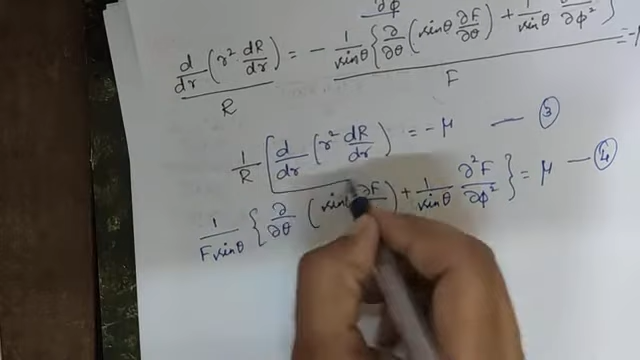 ∂φ
d/dr (r² dR/dr) / R = - 1/sinθ {∂/∂θ (sinθ ∂F/∂θ) + 1/sinθ ∂φ²} / F = -
1/R [d/dr (r² dR/dr) = -μ — ③
1/F sinθ {∂/∂θ (sinθ ∂F) + 1/sinθ ∂²F/∂φ²} = μ — ④